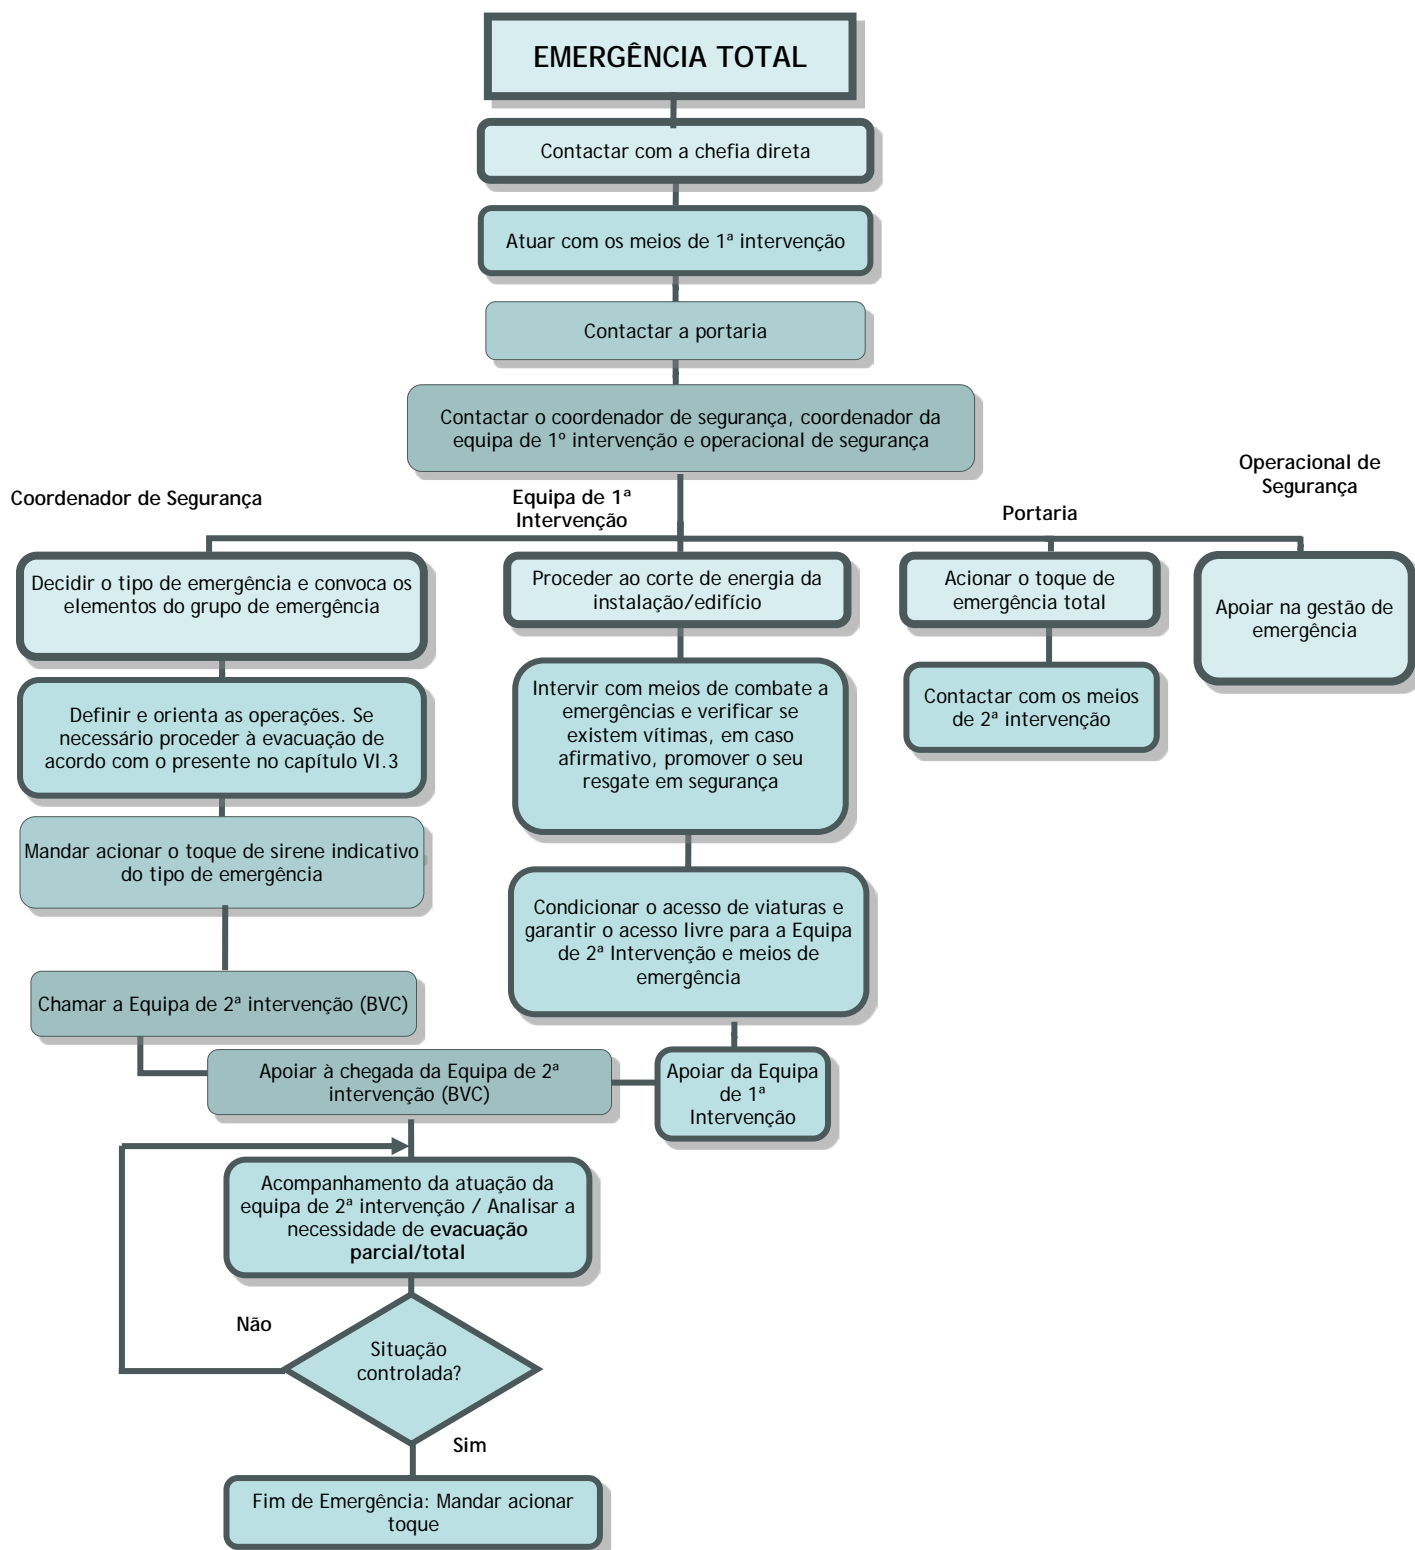 EMERGÊNCIA TOTAL
Contactar com a chefia direta
Atuar com os meios de 1ª intervenção
Contactar a portaria
Contactar o coordenador de segurança, coordenador da
equipa de 1º intervenção e operacional de segurança
Coordenador de Segurança
Equipa de 1ª
Intervenção
Portaria
Operacional de
Segurança
Decidir o tipo de emergência e convoca os
elementos do grupo de emergência
Definir e orienta as operações. Se
necessário proceder à evacuação de
acordo com o presente no capítulo VI.3
Mandar acionar o toque de sirene indicativo
do tipo de emergência
Chamar a Equipa de 2ª intervenção (BVC)
Proceder ao corte de energia da
instalação/edifício
Intervir com meios de combate a
emergências e verificar se
existem vítimas, em caso
afirmativo, promover o seu
resgate em segurança
Condicionar o acesso de viaturas e
garantir o acesso livre para a Equipa
de 2ª Intervenção e meios de
emergência
Apoiar da Equipa
de 1ª
Intervenção
Acionar o toque de
emergência total
Contactar com os meios
de 2ª intervenção
Apoiar na gestão de
emergência
Apoiar à chegada da Equipa de 2ª
intervenção (BVC)
Acompanhamento da atuação da
equipa de 2ª intervenção / Analisar a
necessidade de evacuação
parcial/total
Não
Situação
controlada?
Sim
Fim de Emergência: Mandar acionar
toque